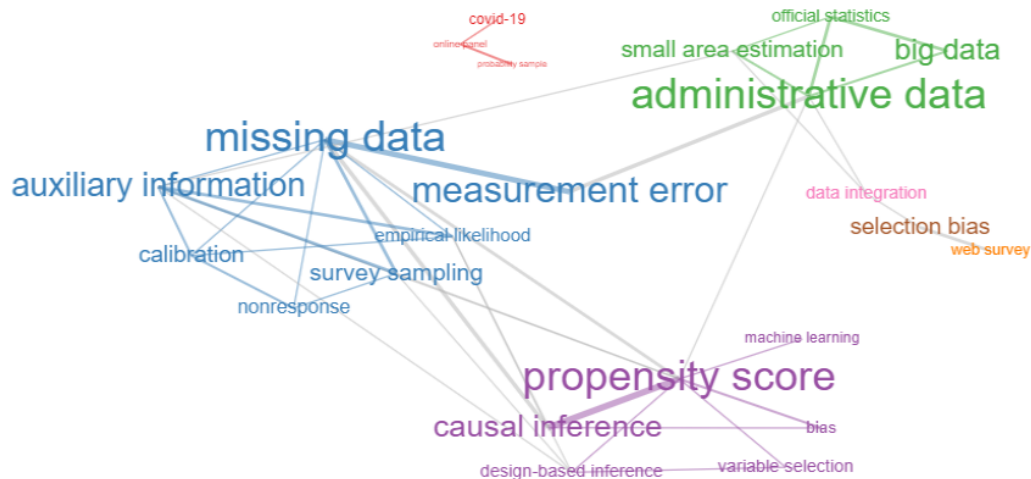 covid-19
official statistics
online panel
small area estimation
big data
probability sample
administrative data
missing data
auxiliary information
measurement error
data integration
selection bias
empirical likelihood
web survey
calibration
survey sampling
nonresponse
machine learning
propensity score
causal inference
bias
design-based inference
variable selection